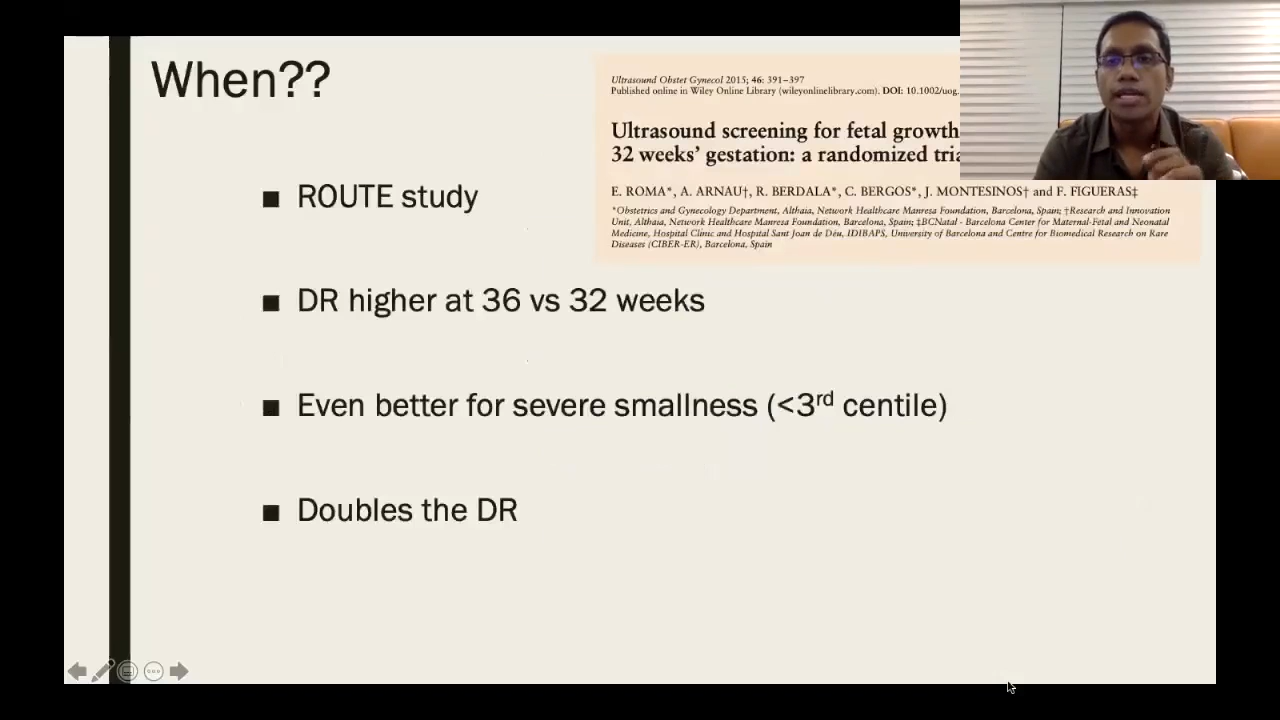 When??
Ultrasound Obstet Gynecol 2015; 46: 391–397
Published online in Wiley Online Library (wileyonlinelibrary.com). DOI: 10.1002/uog.
Ultrasound screening for fetal growth
32 weeks' gestation: a randomized
E. ROMA*, A. ARNAU†, R. BERDALA*, C. BERGOS*, J. MONTESINOS† and F. FIGUERAS‡
*Obstetrics and Gynecology Department, Althaia, Network Healthcare Manresa Foundation, Barcelona, Spain; †Research and Innovation
Unit, Althaia, Network Healthcare Manresa Foundation, Barcelona, Spain; ‡BCNatal - Barcelona Center for Maternal-Fetal and Neonatal
Medicine, Hospital Clínic and Hospital Sant Joan de Déu, IDIBAPS, University of Barcelona and Centre for Biomedical Research on Rare
Diseases (CIBER-ER), Barcelona, Spain
■ ROUTE study
■ DR higher at 36 vs 32 weeks
■ Even better for severe smallness (<3rd centile)
■ Doubles the DR